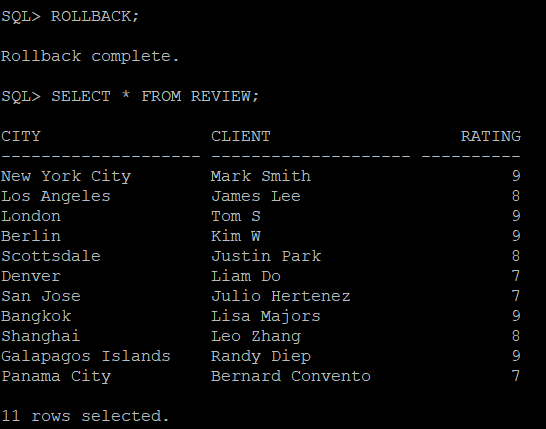 SQL> ROLLBACK;
Rollback complete.
SQL> SELECT * FROM REVIEW;
CITY                 CLIENT                   RATING
-------------------- -------------------- ----------
New York City        Mark Smith                    9
Los Angeles          James Lee                     8
London               Tom S                         9
Berlin               Kim W                         9
Scottsdale           Justin Park                   8
Denver               Liam Do                       7
San Jose             Julio Hertenez                7
Bangkok              Lisa Majors                   9
Shanghai             Leo Zhang                     8
Galapagos Islands    Randy Diep                    9
Panama City          Bernard Convento              7
11 rows selected.